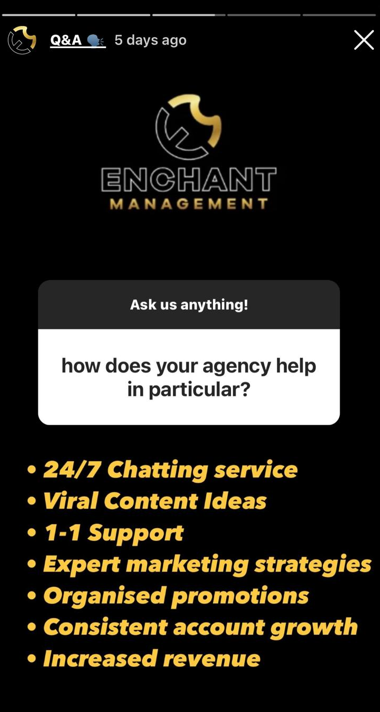 Q&A 🗣️ 5 days ago
ENCHANT
MANAGEMENT
Ask us anything!
how does your agency help
in particular?
• 24/7 Chatting service
• Viral Content Ideas
• 1-1 Support
• Expert marketing strategies
• Organised promotions
• Consistent account growth
• Increased revenue